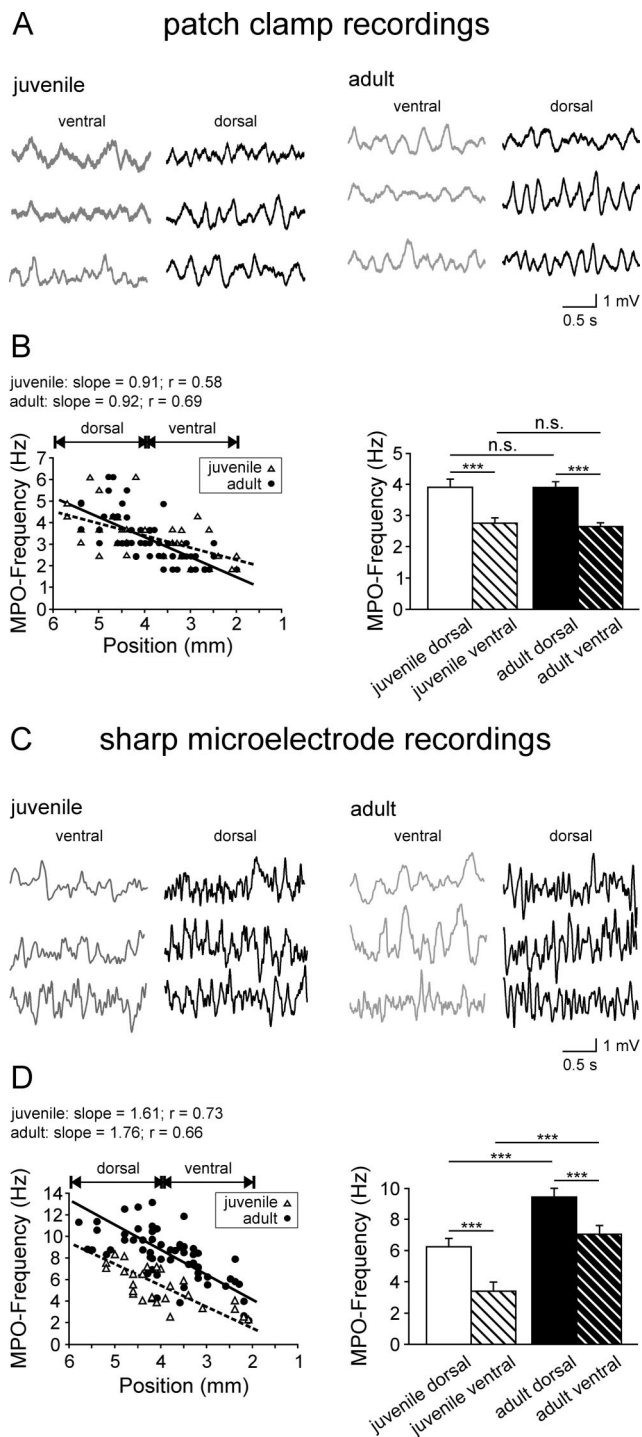 A patch clamp recordings
juvenile
ventral dorsal
adult
ventral dorsal
1 mV
0.5 s
B
juvenile: slope = 0.91; r = 0.58
adult: slope = 0.92; r = 0.69
dorsal ventral
juvenile
adult
MPO-Frequency (Hz)
7
6
5
4
3
2
1
0
6 5 4 3 2 1
Position (mm)
n.s.
n.s.
*** ***
MPO-Frequency (Hz)
5
4
3
2
1
0
juvenile dorsal
juvenile ventral
adult dorsal
adult ventral
C sharp microelectrode recordings
juvenile
ventral dorsal
adult
ventral dorsal
1 mV
0.5 s
D
juvenile: slope = 1.61; r = 0.73
adult: slope = 1.76; r = 0.66
dorsal ventral
juvenile
adult
MPO-Frequency (Hz)
14
12
10
8
6
4
2
0
6 5 4 3 2 1
Position (mm)
***
***
***
***
MPO-Frequency (Hz)
10
8
6
4
2
0
juvenile dorsal
juvenile ventral
adult dorsal
adult ventral